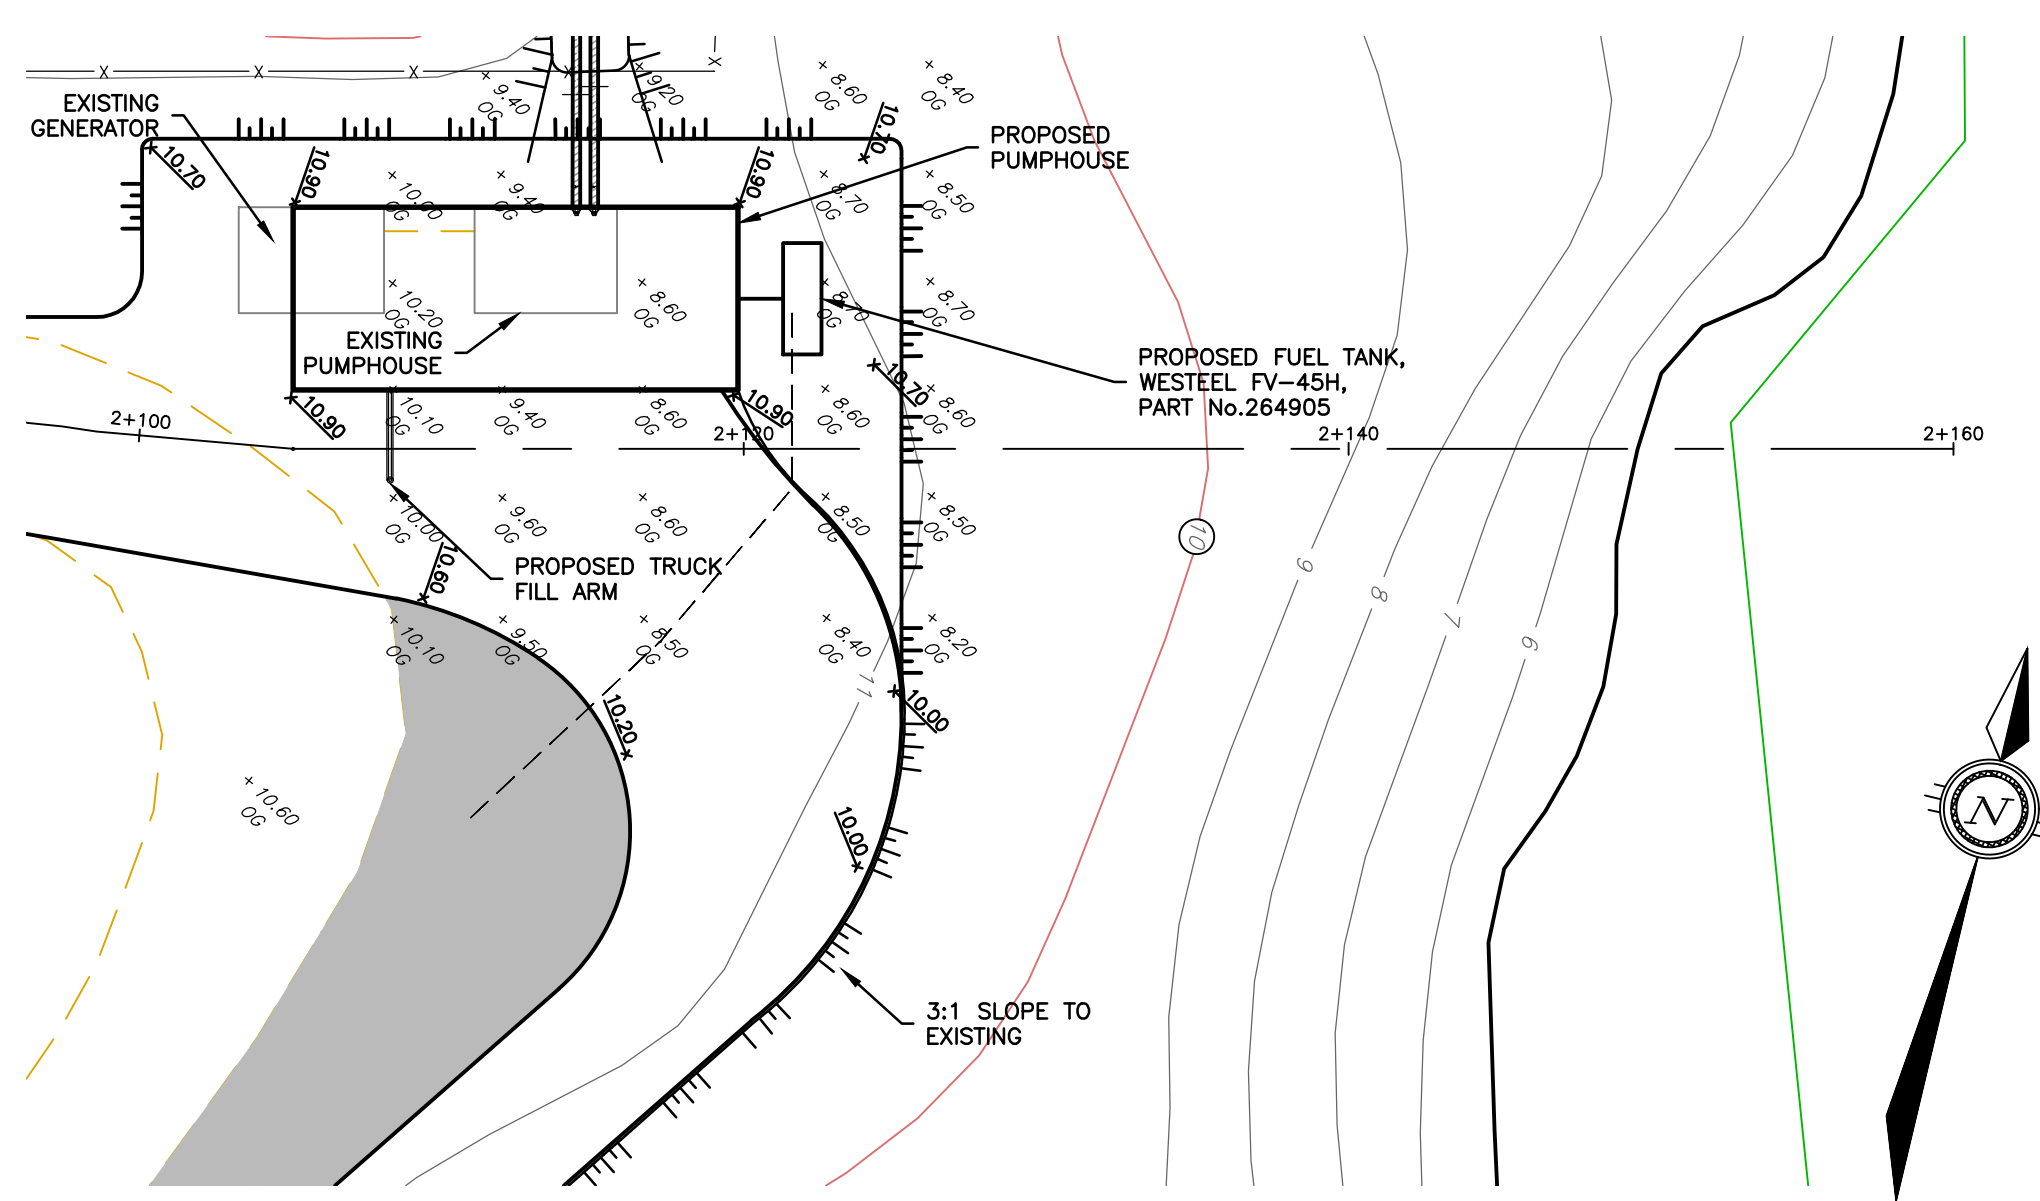 EXISTING
GENERATOR
X X X X X
+ 9.40
OG
+ 9.20
OG
+ 8.60
OG
+ 8.40
OG
10.70
10.70
PROPOSED
PUMPHOUSE
10.90
10.90
+ 10.00
OG
+ 9.40
OG
+ 8.70
OG
+ 8.50
OG
+ 10.20
OG
+ 8.60
OG
+ 8.70
OG
+ 8.70
OG
EXISTING
PUMPHOUSE
PROPOSED FUEL TANK,
WESTEEL FV-45H,
PART No.264905
10.90
10.90
10.70
+ 10.10
OG
+ 9.40
OG
+ 8.60
OG
+ 8.60
OG
+ 8.60
OG
2+100
2+120
2+140
2+160
+ 10.00
OG
+ 9.60
OG
+ 8.60
OG
+ 8.50
OG
+ 8.50
OG
10
9
8
7
6
10.60
PROPOSED TRUCK
FILL ARM
+ 10.10
OG
+ 9.50
OG
+ 8.50
OG
+ 8.40
OG
+ 8.20
OG
11
10.00
10.20
+ 10.60
OG
10.00
N
3:1 SLOPE TO
EXISTING